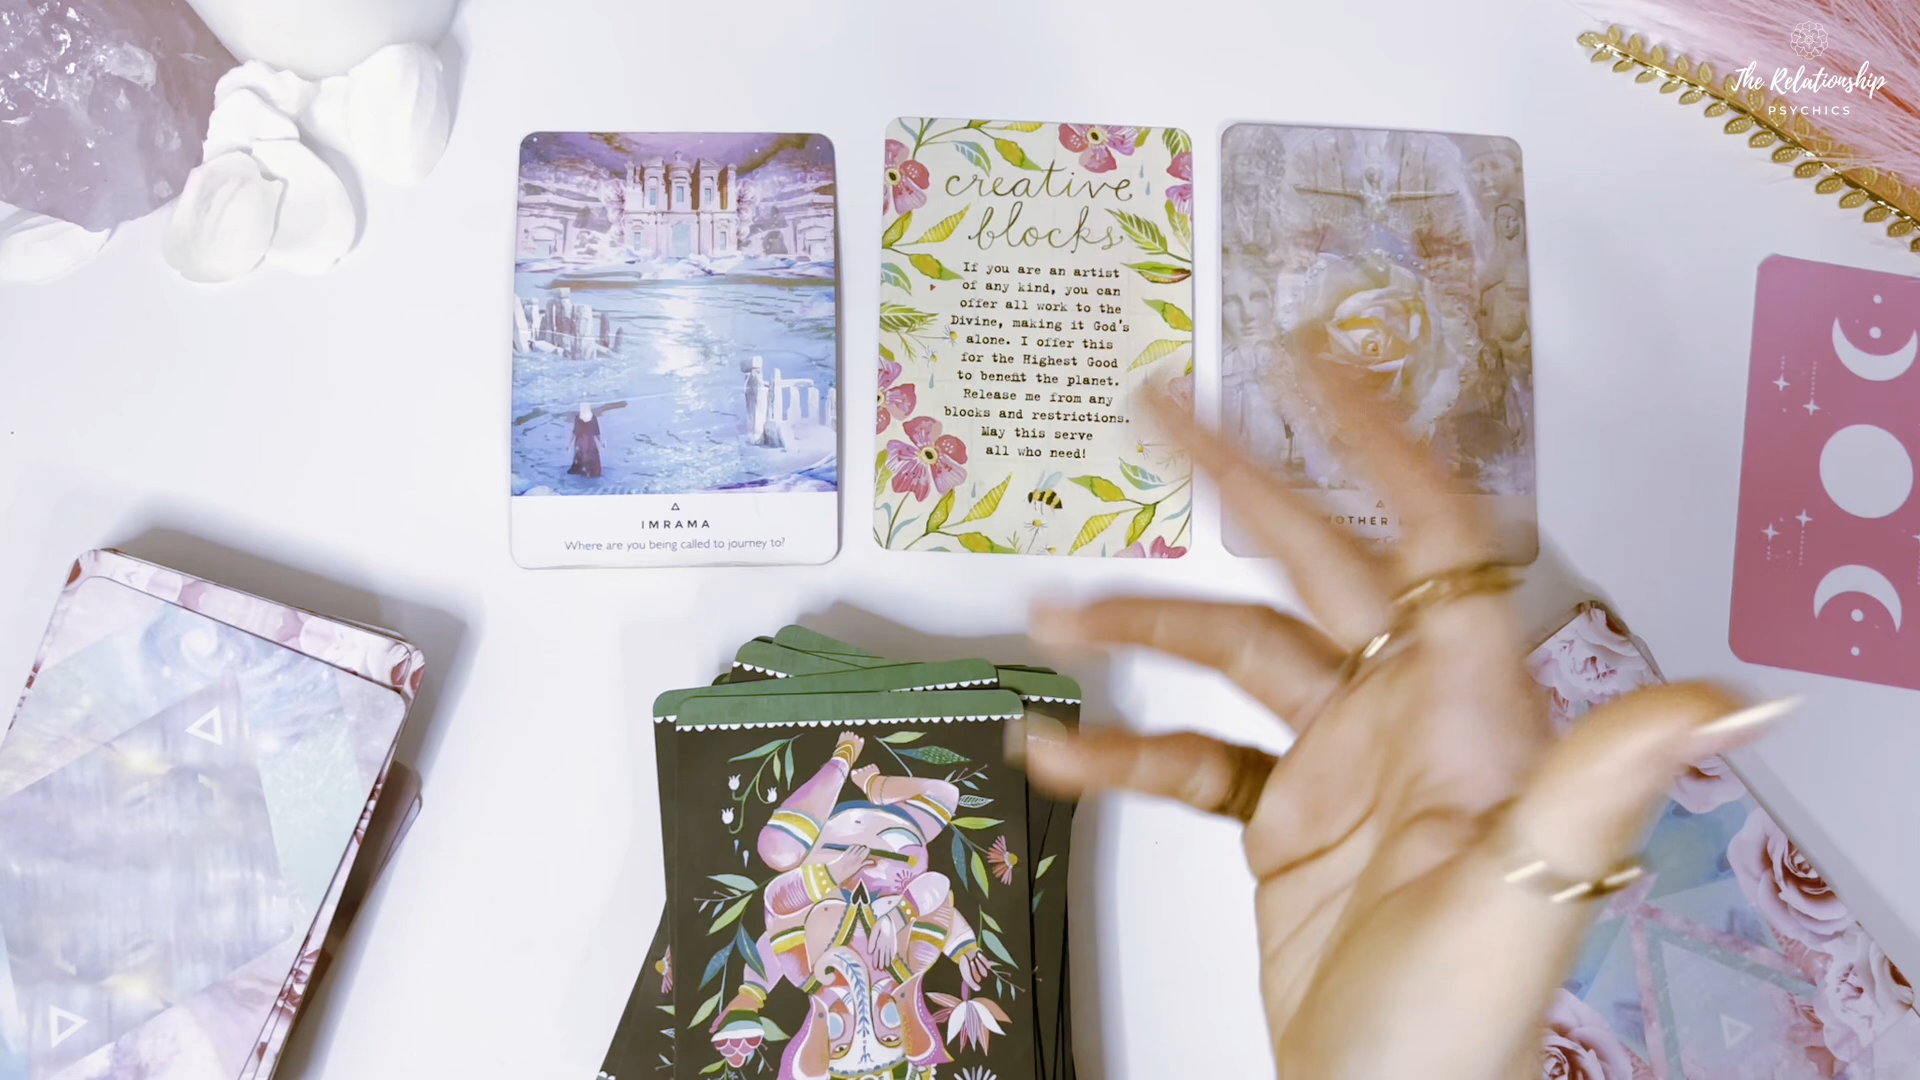 The Relationship
PSYCHICS
creative
blocks
If you are an artist
of any kind, you can
offer all work to the
Divine, making it God's
alone. I offer this
for the Highest Good
to benefit the planet.
Release me from any
blocks and restrictions.
May this serve
all who need!
IMRAMA
Where are you being called to journey to?
MOTHER